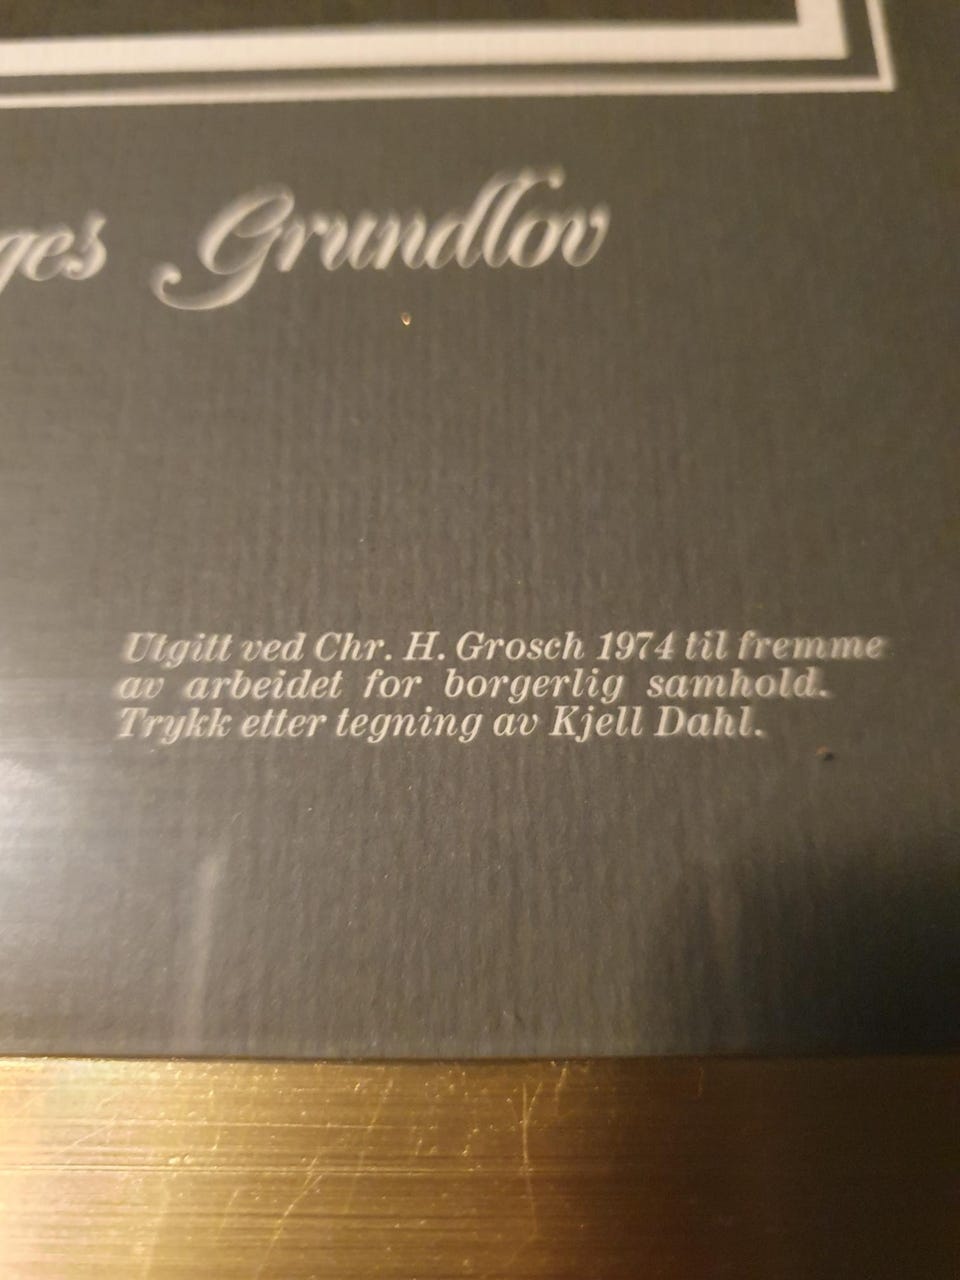 ges Grundlov
Utgitt ved Chr. H. Grosch 1974 til fremme
av arbeidet for borgerlig samhold.
Trykk etter tegning av Kjell Dahl.